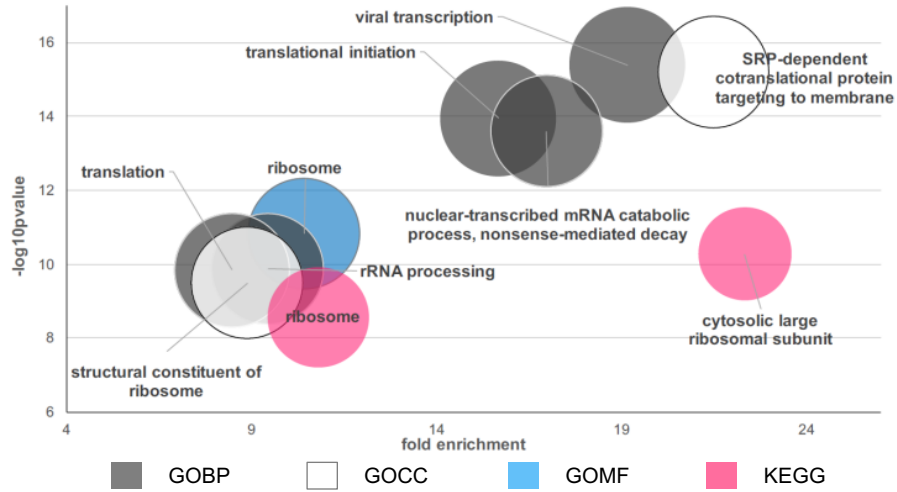 viral transcription
16
translational initiation
SRP-dependent
cotranslational protein
targeting to membrane
14
translation
ribosome
12
nuclear-transcribed mRNA catabolic
process, nonsense-mediated decay
-log10pvalue
10
rRNA processing
ribosome
cytosolic large
ribosomal subunit
8
structural constituent of
ribosome
6
4
9
14
19
24
fold enrichment
GOBP
GOCC
GOMF
KEGG